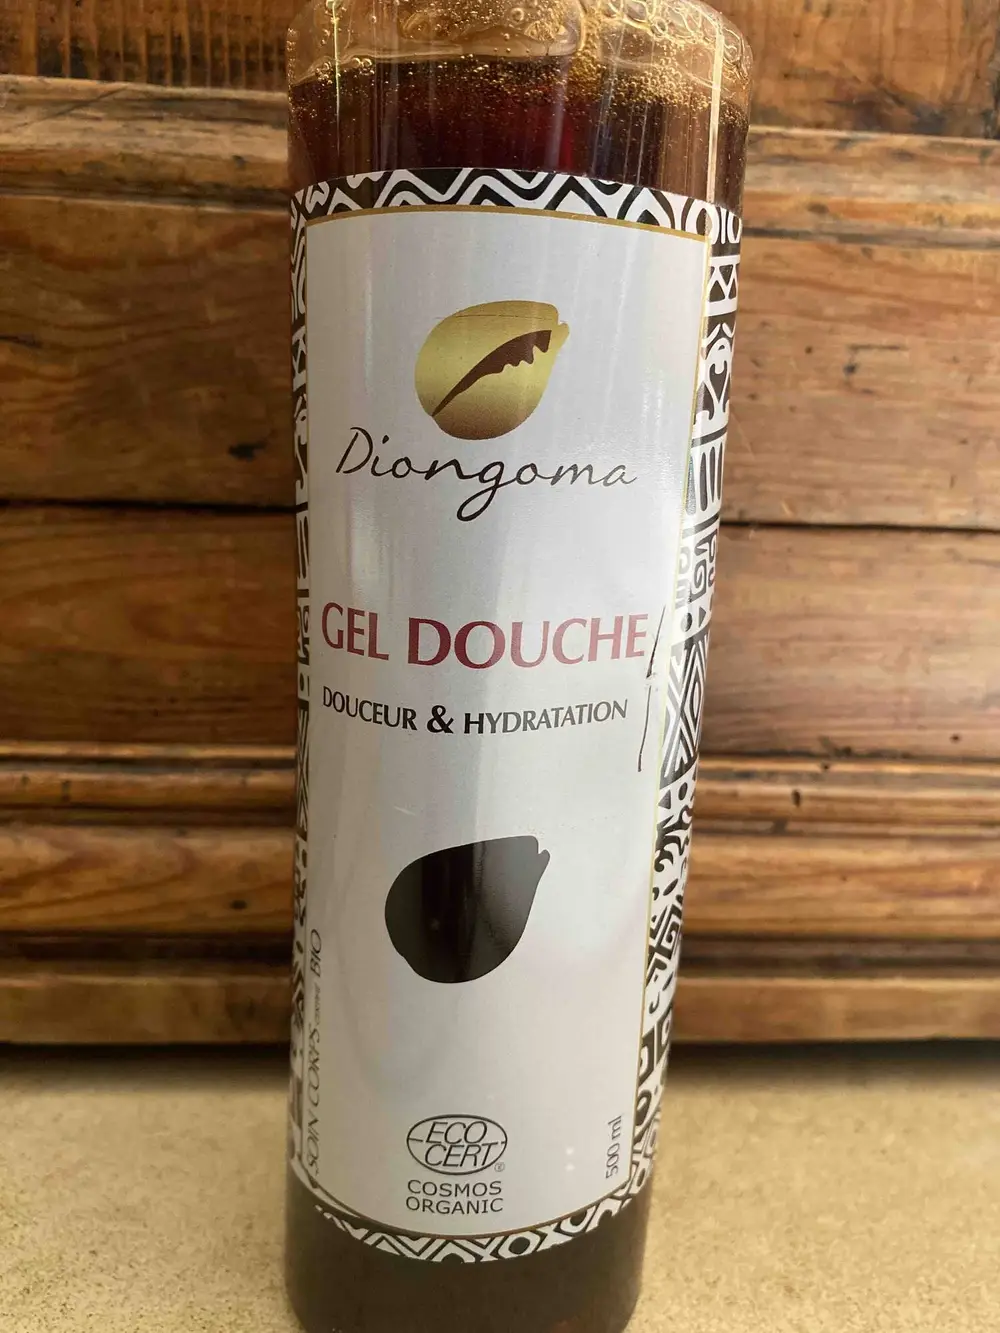 Diongoma
GEL DOUCHE
DOUCEUR & HYDRATATION
SOIN CORPS BIO
500 ml
ECO
CERT
®
COSMOS
ORGANIC